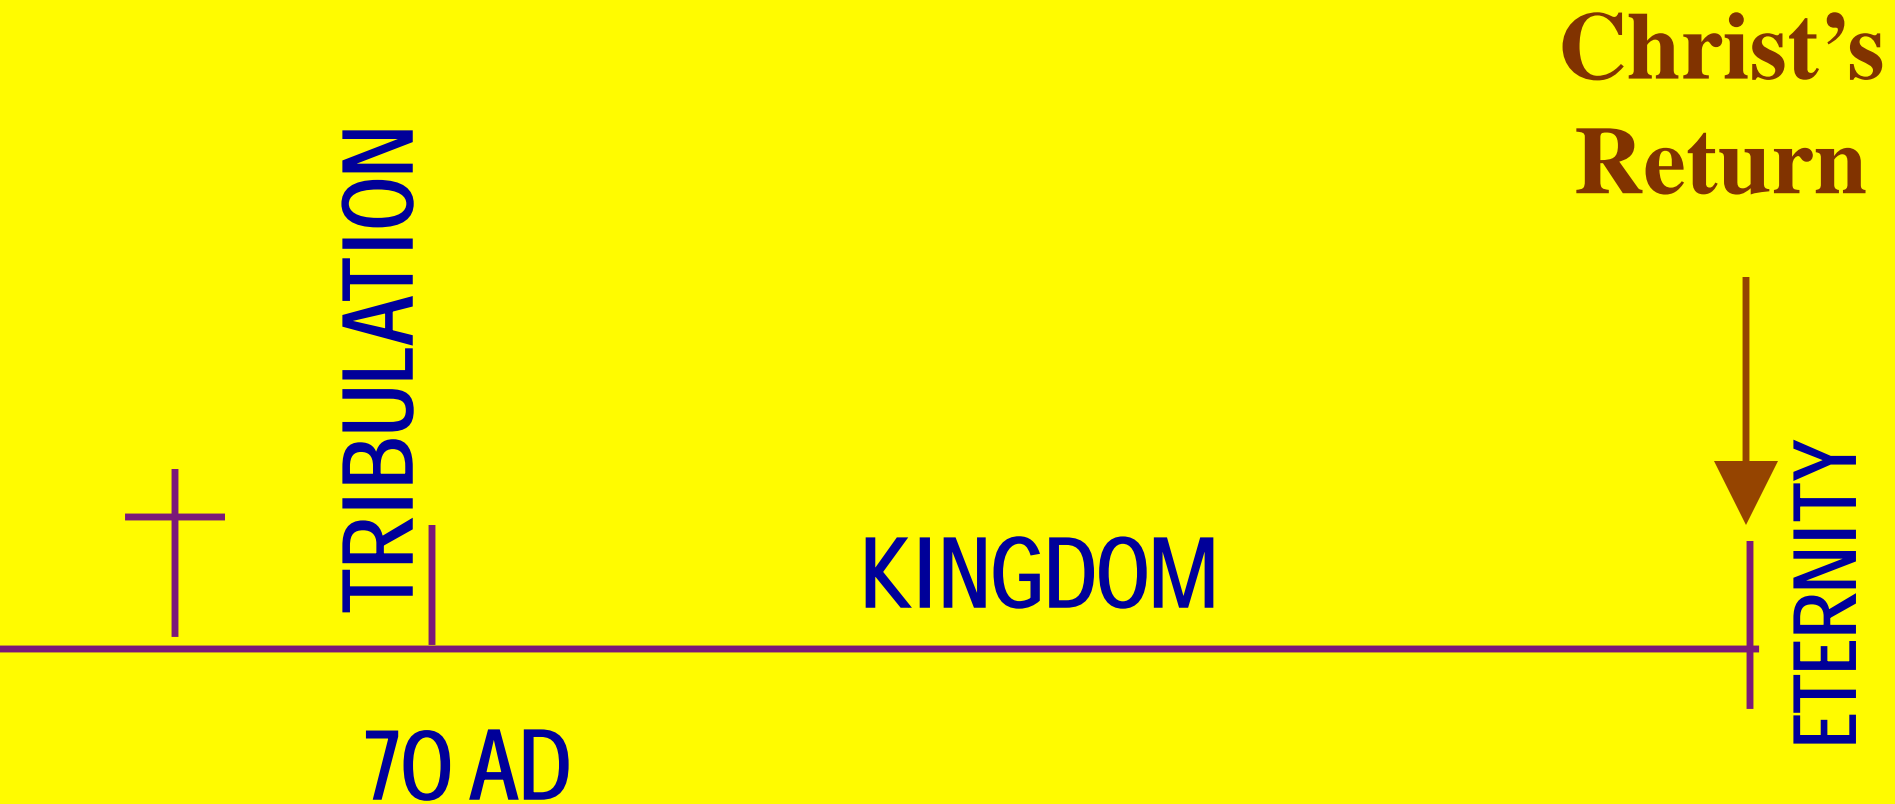 Christ’s
Return
TRIBULATION
KINGDOM
ETERNITY
70 AD